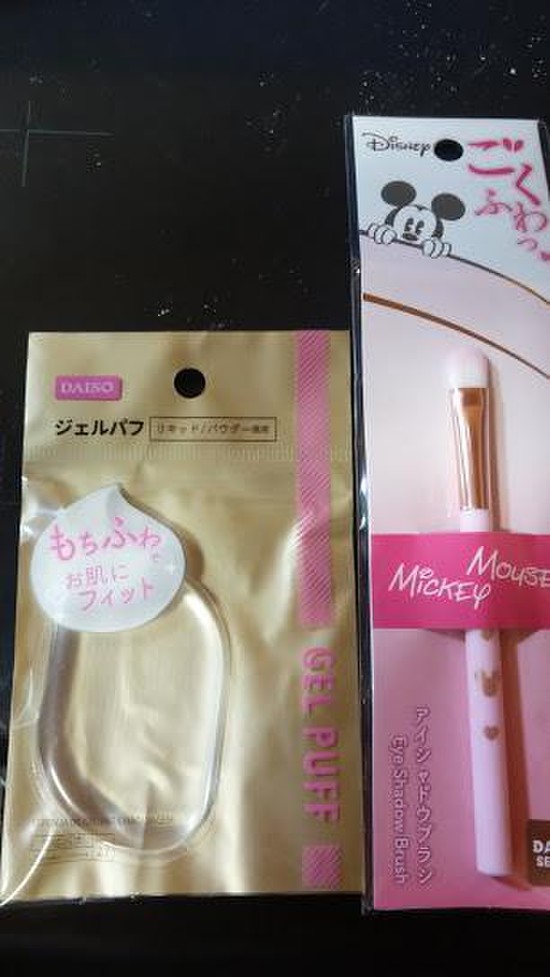 DAISO
ジェルパフ
リキッド/パウダー兼用
もちふわで
お肌に
フィット
GEL PUFF
Disney
ごく
ふわっ
MICKEY MOUSE
アイシャドウブラシ
Eye Shadow Brush